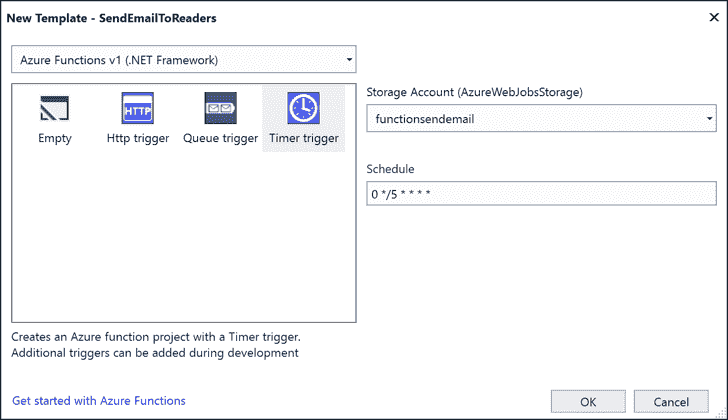 New Template - SendEmailToReaders
Azure Functions v1 (.NET Framework)
HTTP
Empty
Http trigger
Queue trigger
Timer trigger
Creates an Azure function project with a Timer trigger.
Additional triggers can be added during development
Get started with Azure Functions
Storage Account (AzureWebJobsStorage)
functionsendemail
Schedule
0 */5 * * * *
OK
Cancel